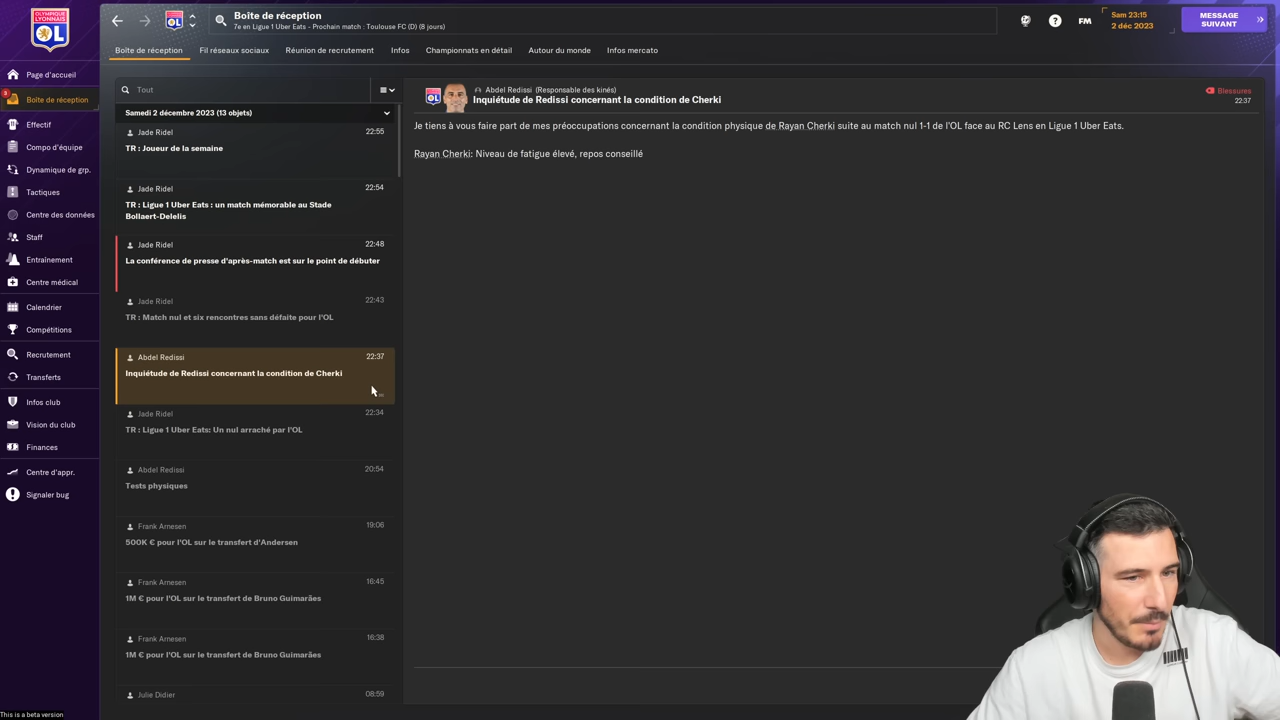 OLYMPIQUE
LYONNAIS
OL
Boîte de réception
7e en Ligue 1 Uber Eats - Prochain match : Toulouse FC (D) (8 jours)
FM
Sam 23:15
2 déc 2023
MESSAGE
SUIVANT
Boîte de réception
Fil réseaux sociaux
Réunion de recrutement
Infos
Championnats en détail
Autour du monde
Infos mercato
Page d'accueil
3
Boîte de réception
Effectif
Compo d'équipe
Dynamique de grp.
Tactiques
Centre des données
Staff
Entraînement
Centre médical
Calendrier
Compétitions
Recrutement
Transferts
Infos club
Vision du club
Finances
Centre d'appr.
Signaler bug
This is a beta version
Tout
Samedi 2 décembre 2023 (13 objets)
Jade Ridel 22:55
TR : Joueur de la semaine
Jade Ridel 22:54
TR : Ligue 1 Uber Eats : un match mémorable au Stade
Bollaert-Delelis
Jade Ridel 22:48
La conférence de presse d'après-match est sur le point de débuter
Jade Ridel 22:43
TR : Match nul et six rencontres sans défaite pour l'OL
Abdel Redissi 22:37
Inquiétude de Redissi concernant la condition de Cherki
Jade Ridel 22:34
TR : Ligue 1 Uber Eats: Un nul arraché par l'OL
Abdel Redissi 20:54
Tests physiques
Frank Arnesen 19:06
500K € pour l'OL sur le transfert d'Andersen
Frank Arnesen 16:45
1M € pour l'OL sur le transfert de Bruno Guimarães
Frank Arnesen 16:38
1M € pour l'OL sur le transfert de Bruno Guimarães
Julie Didier 08:59
Abdel Redissi (Responsable des kinés)
Inquiétude de Redissi concernant la condition de Cherki
Blessures
22:37
Je tiens à vous faire part de mes préoccupations concernant la condition physique de Rayan Cherki suite au match nul 1-1 de l'OL face au RC Lens en Ligue 1 Uber Eats.
Rayan Cherki: Niveau de fatigue élevé, repos conseillé